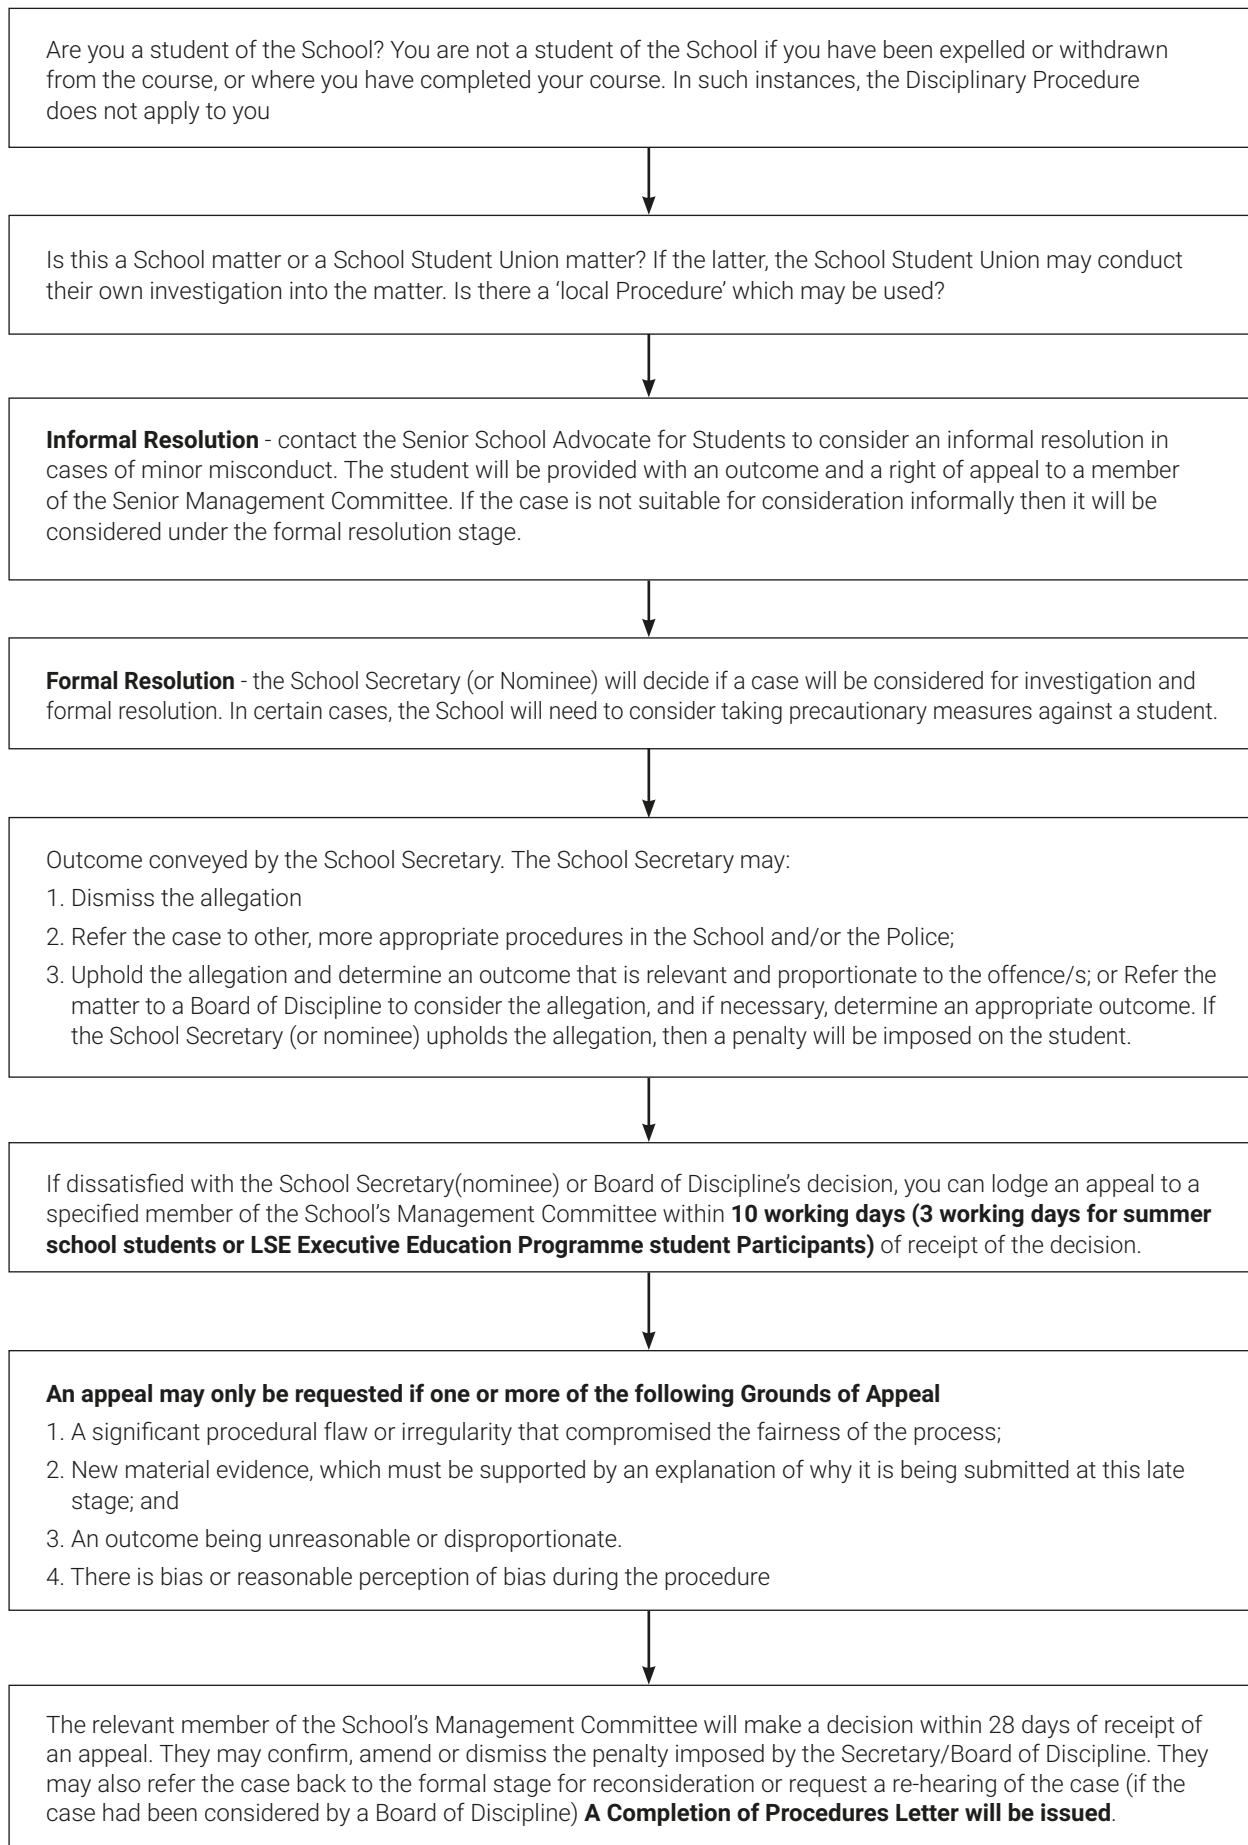 Are you a student of the School? You are not a student of the School if you have been expelled or withdrawn
from the course, or where you have completed your course. In such instances, the Disciplinary Procedure
does not apply to you
Is this a School matter or a School Student Union matter? If the latter, the School Student Union may conduct
their own investigation into the matter. Is there a ‘local Procedure’ which may be used?
Informal Resolution - contact the Senior School Advocate for Students to consider an informal resolution in
cases of minor misconduct. The student will be provided with an outcome and a right of appeal to a member
of the Senior Management Committee. If the case is not suitable for consideration informally then it will be
considered under the formal resolution stage.
Formal Resolution - the School Secretary (or Nominee) will decide if a case will be considered for investigation and
formal resolution. In certain cases, the School will need to consider taking precautionary measures against a student.
Outcome conveyed by the School Secretary. The School Secretary may:
1. Dismiss the allegation
2. Refer the case to other, more appropriate procedures in the School and/or the Police;
3. Uphold the allegation and determine an outcome that is relevant and proportionate to the offence/s; or Refer the
matter to a Board of Discipline to consider the allegation, and if necessary, determine an appropriate outcome. If
the School Secretary (or nominee) upholds the allegation, then a penalty will be imposed on the student.
If dissatisfied with the School Secretary(nominee) or Board of Discipline’s decision, you can lodge an appeal to a
specified member of the School’s Management Committee within 10 working days (3 working days for summer
school students or LSE Executive Education Programme student Participants) of receipt of the decision.
An appeal may only be requested if one or more of the following Grounds of Appeal
1. A significant procedural flaw or irregularity that compromised the fairness of the process;
2. New material evidence, which must be supported by an explanation of why it is being submitted at this late
stage; and
3. An outcome being unreasonable or disproportionate.
4. There is bias or reasonable perception of bias during the procedure
The relevant member of the School’s Management Committee will make a decision within 28 days of receipt of
an appeal. They may confirm, amend or dismiss the penalty imposed by the Secretary/Board of Discipline. They
may also refer the case back to the formal stage for reconsideration or request a re-hearing of the case (if the
case had been considered by a Board of Discipline) A Completion of Procedures Letter will be issued.